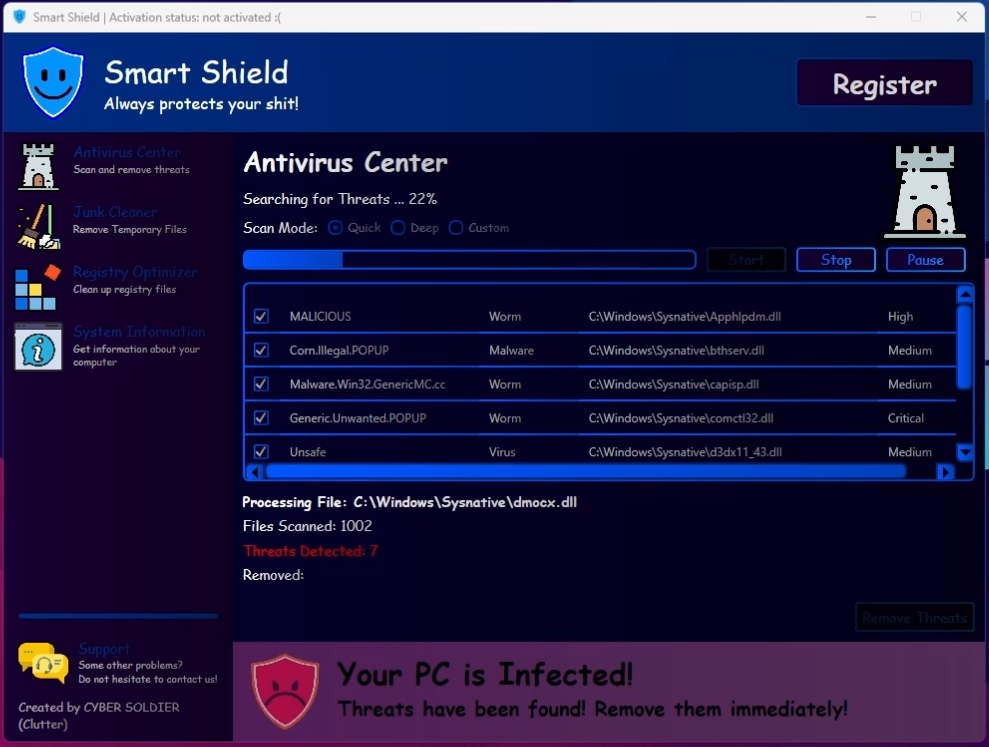 Smart Shield | Activation status: not activated :(
Smart Shield
Always protects your shit!
Register
Antivirus Center
Scan and remove threats
Junk Cleaner
Remove Temporary Files
Registry Optimizer
Clean up registry files
System Information
Get information about your
computer
Antivirus Center
Searching for Threats ... 22%
Scan Mode: Quick Deep Custom
Start Stop Pause
MALICIOUS Worm C:\Windows\Sysnative\Apphlpdm.dll High
Corn.Illegal.POPUP Malware C:\Windows\Sysnative\bthserv.dll Medium
Malware.Win32.GenericMC.cc Worm C:\Windows\Sysnative\capisp.dll Medium
Generic.Unwanted.POPUP Worm C:\Windows\Sysnative\comctl32.dll Critical
Unsafe Virus C:\Windows\Sysnative\d3dx11_43.dll Medium
Processing File: C:\Windows\Sysnative\dmocx.dll
Files Scanned: 1002
Threats Detected: 7
Removed:
Remove Threats
Support
Some other problems?
Do not hesitate to contact us!
Created by CYBER SOLDIER
(Clutter)
Your PC is Infected!
Threats have been found! Remove them immediately!